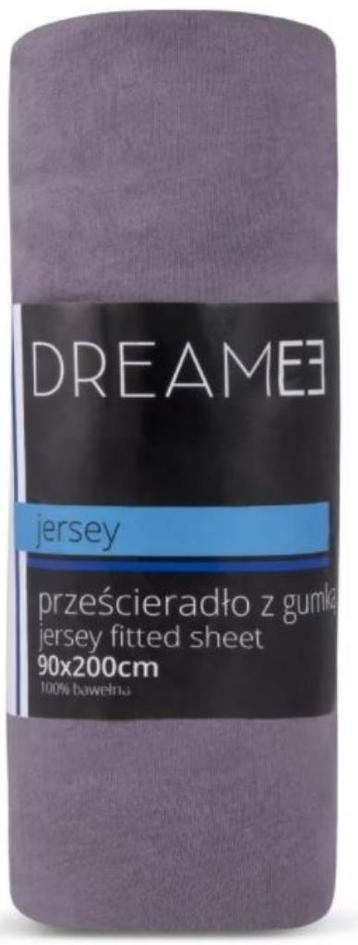 DREAMEE
jersey
prześcieradło z gumką
jersey fitted sheet
90x200cm
100% bawełna